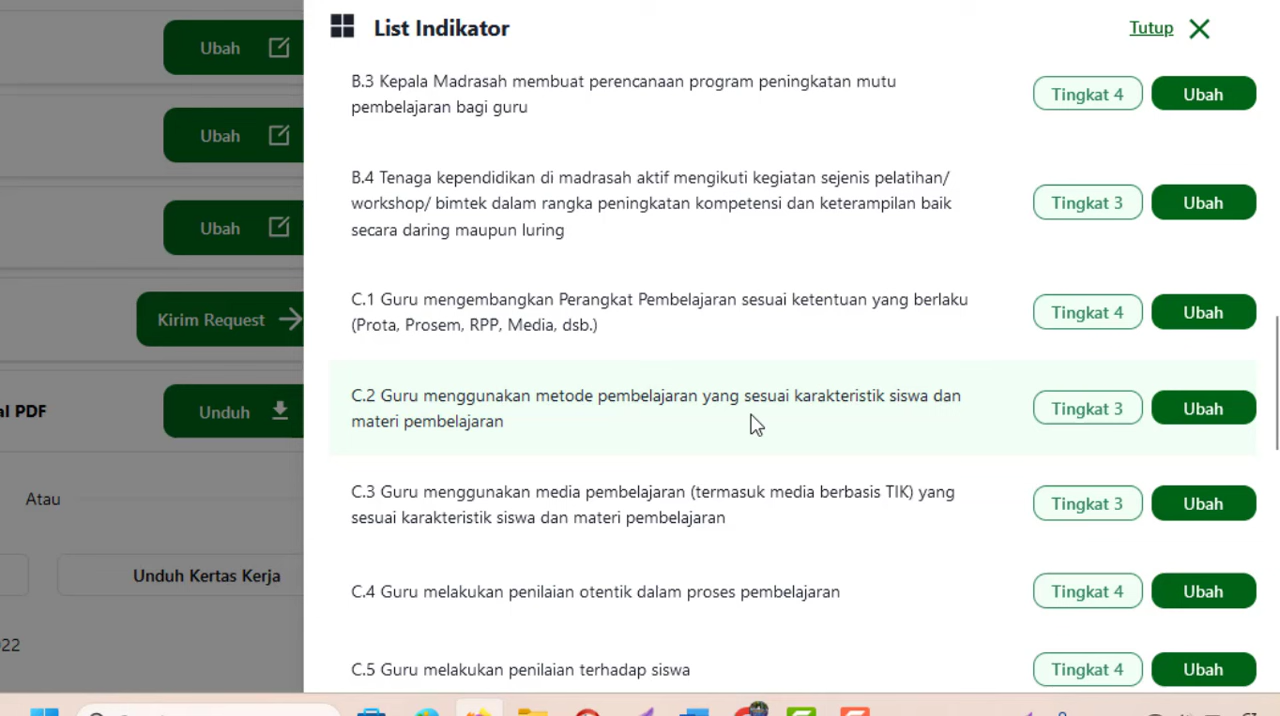 List Indikator
Tutup
B.3 Kepala Madrasah membuat perencanaan program peningkatan mutu
pembelajaran bagi guru
Tingkat 4
Ubah
B.4 Tenaga kependidikan di madrasah aktif mengikuti kegiatan sejenis pelatihan/
workshop/ bimtek dalam rangka peningkatan kompetensi dan keterampilan baik
secara daring maupun luring
Tingkat 3
Ubah
C.1 Guru mengembangkan Perangkat Pembelajaran sesuai ketentuan yang berlaku
(Prota, Prosem, RPP, Media, dsb.)
Tingkat 4
Ubah
C.2 Guru menggunakan metode pembelajaran yang sesuai karakteristik siswa dan
materi pembelajaran
Tingkat 3
Ubah
C.3 Guru menggunakan media pembelajaran (termasuk media berbasis TIK) yang
sesuai karakteristik siswa dan materi pembelajaran
Tingkat 3
Ubah
C.4 Guru melakukan penilaian otentik dalam proses pembelajaran
Tingkat 4
Ubah
C.5 Guru melakukan penilaian terhadap siswa
Tingkat 4
Ubah
Ubah
Ubah
Ubah
Kirim Request
al PDF
Unduh
Atau
Unduh Kertas Kerja
022